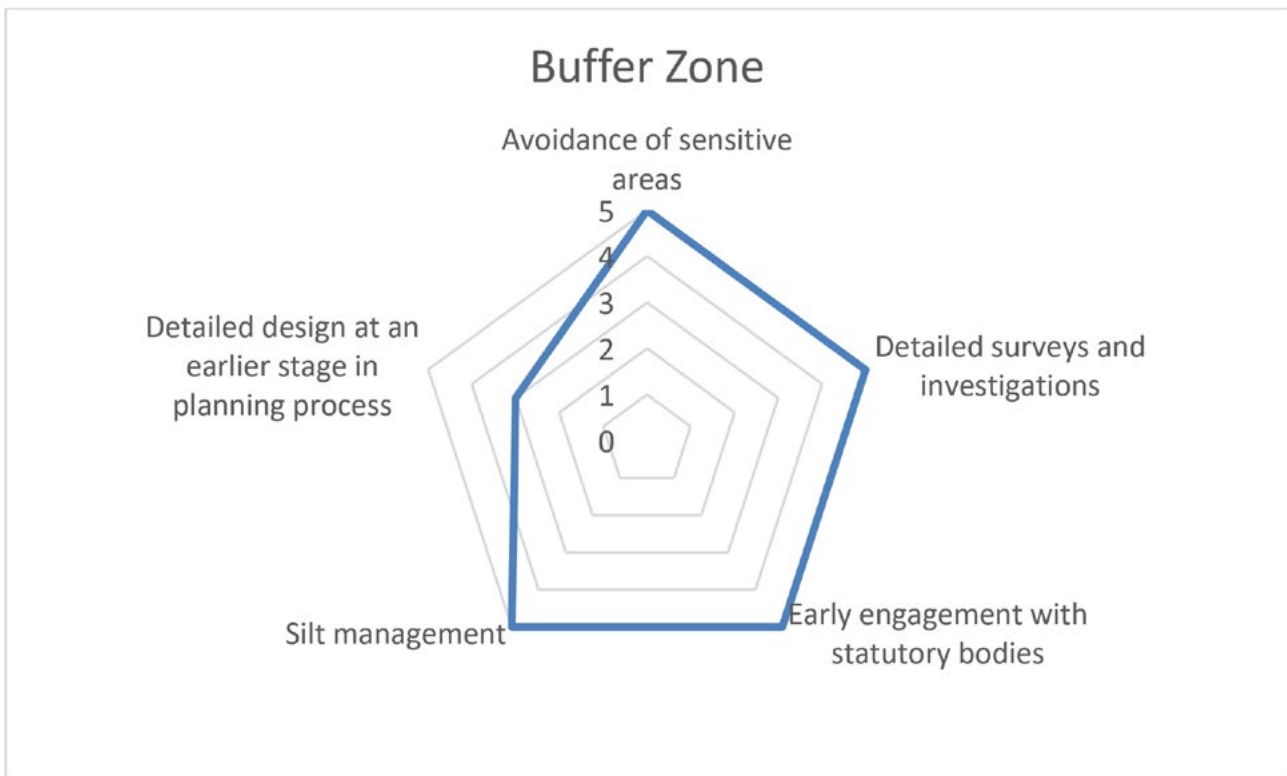 Buffer Zone
Avoidance of sensitive
areas
5
4
3
2
1
0
Detailed surveys and
investigations
Early engagement with
statutory bodies
Silt management
Detailed design at an
earlier stage in
planning process